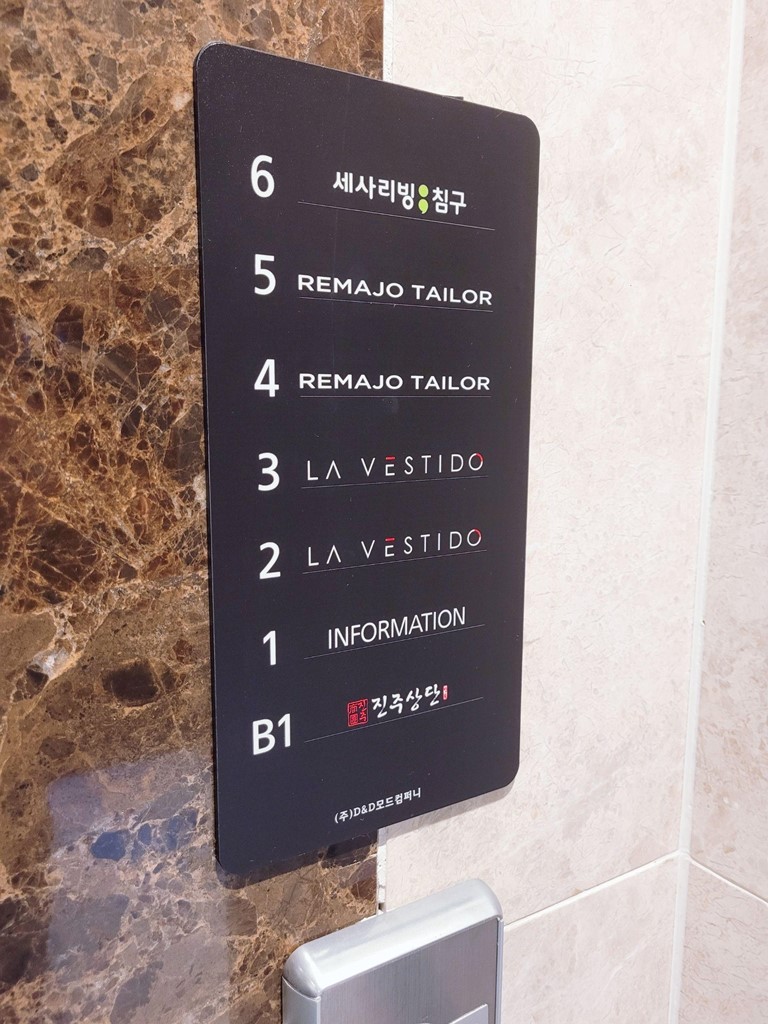 6 세사리빙침구
5 REMAJO TAILOR
4 REMAJO TAILOR
3 LA VESTIDO
2 LA VESTIDO
1 INFORMATION
B1 진주상단
(주)D&D모드컴퍼니